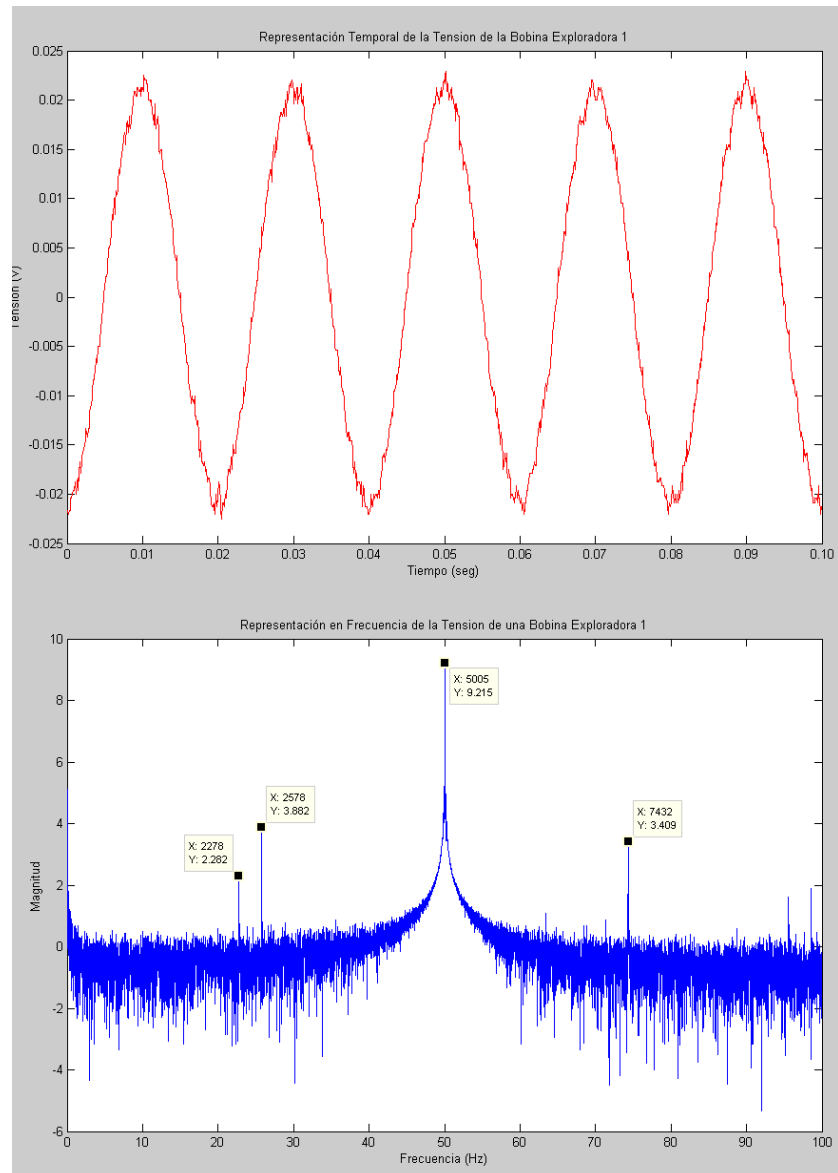 Representación Temporal de la Tension de la Bobina Exploradora 1
0.025
0.02
0.015
0.01
0.005
0
-0.005
-0.01
-0.015
-0.02
-0.025
Tension (V)
0 0.01 0.02 0.03 0.04 0.05 0.06 0.07 0.08 0.09 0.10
Tiempo (seg)
Representación en Frecuencia de la Tension de una Bobina Exploradora 1
10
8
6
4
2
0
-2
-4
-6
Magnitud
X: 5005
Y: 9.215
X: 2578
Y: 3.882
X: 7432
Y: 3.409
X: 2278
Y: 2.282
0 10 20 30 40 50 60 70 80 90 100
Frecuencia (Hz)